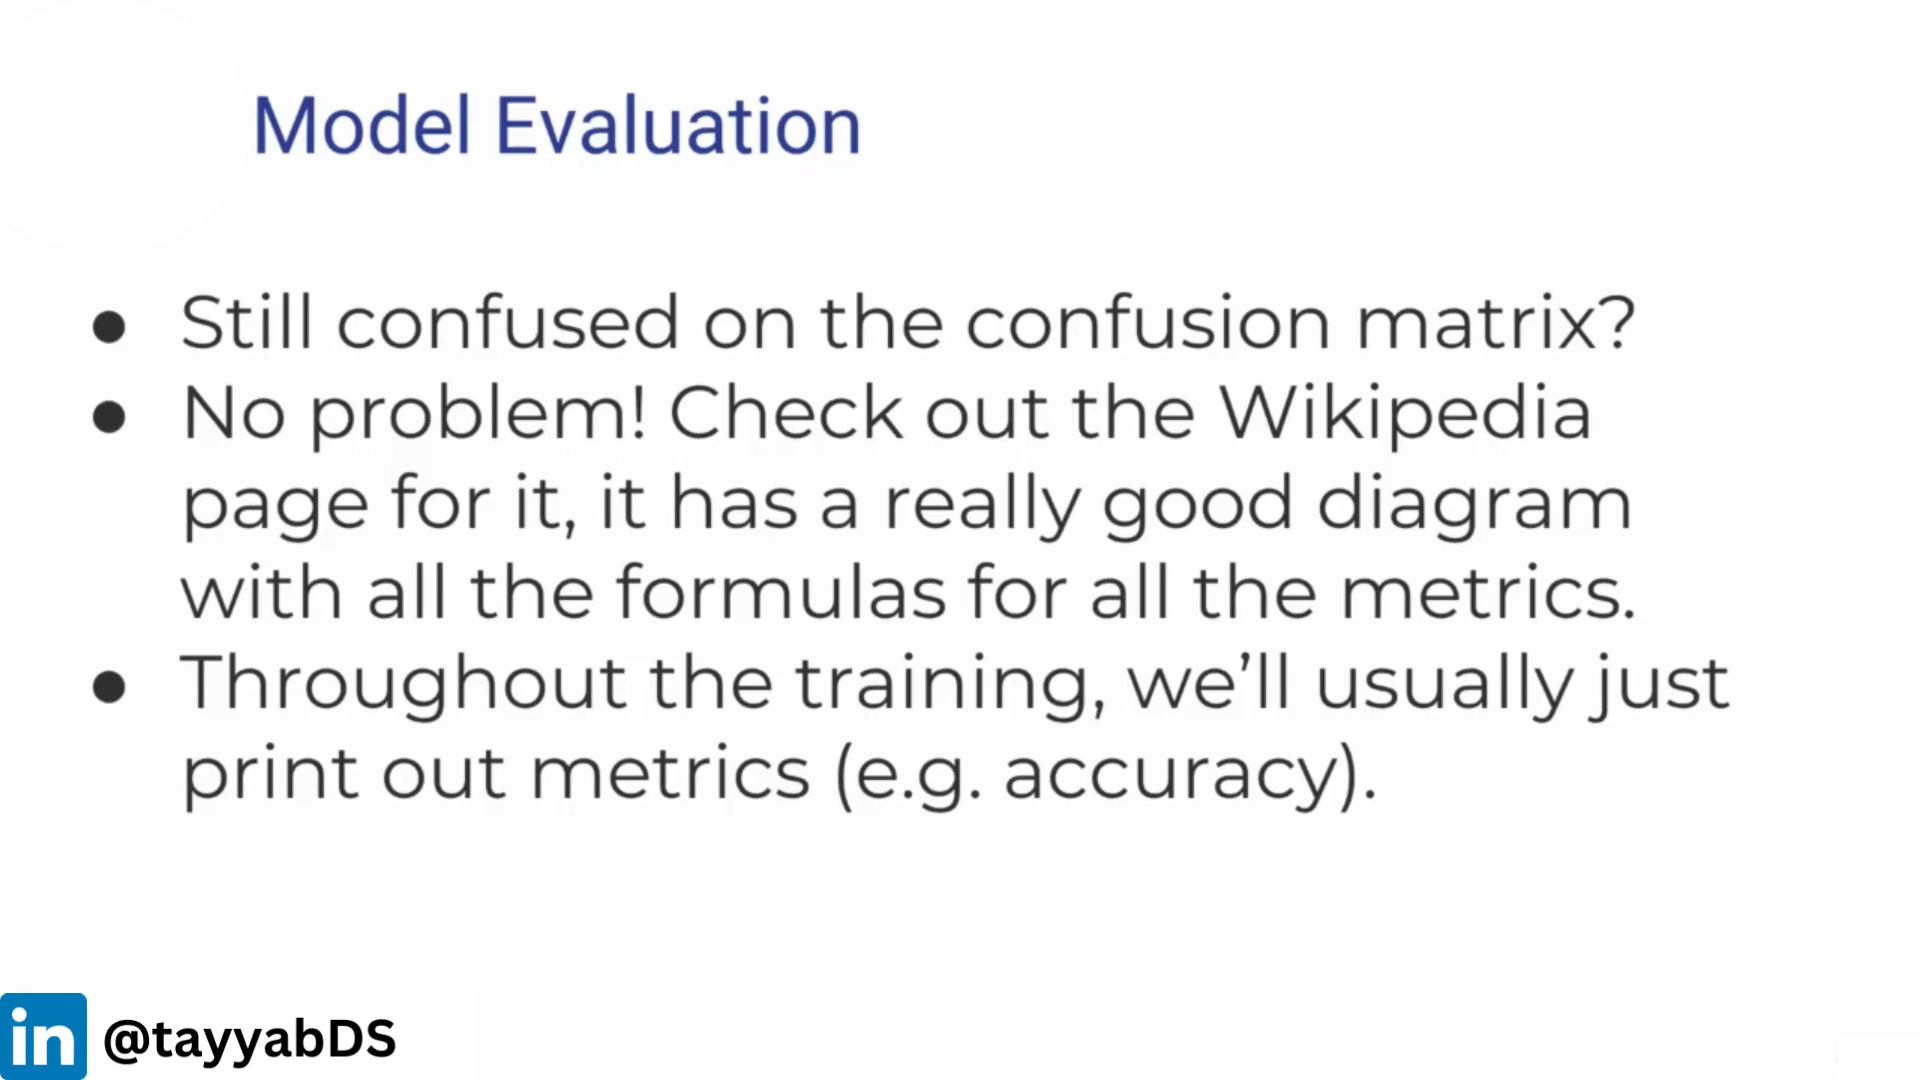 Model Evaluation
● Still confused on the confusion matrix?
● No problem! Check out the Wikipedia
page for it, it has a really good diagram
with all the formulas for all the metrics.
● Throughout the training, we’ll usually just
print out metrics (e.g. accuracy).
in @tayyabDS